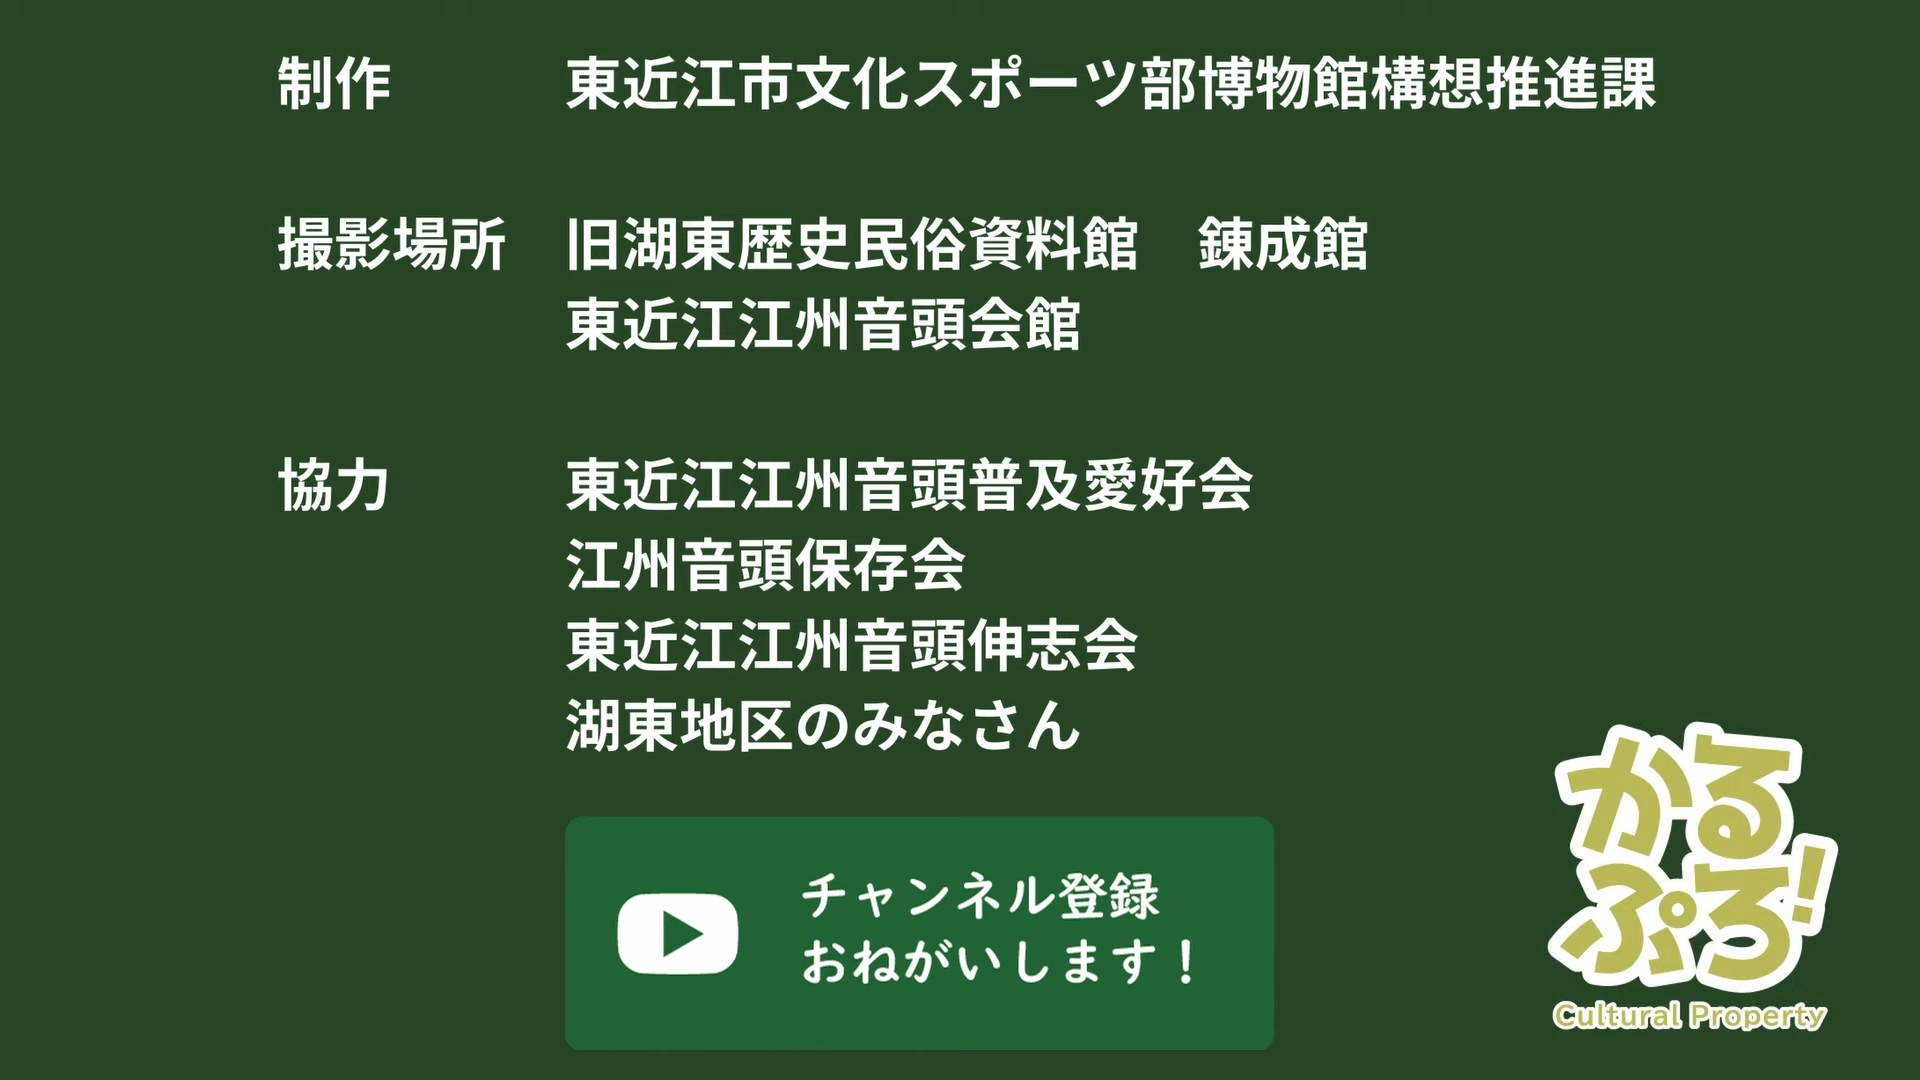 制作 東近江市文化スポーツ部博物館構想推進課
撮影場所 旧湖東歴史民俗資料館 錬成館
東近江江州音頭会館
協力 東近江江州音頭普及愛好会
江州音頭保存会
東近江江州音頭伸志会
湖東地区のみなさん
チャンネル登録
おねがいします！
かる
ぷろ!
Cultural Property